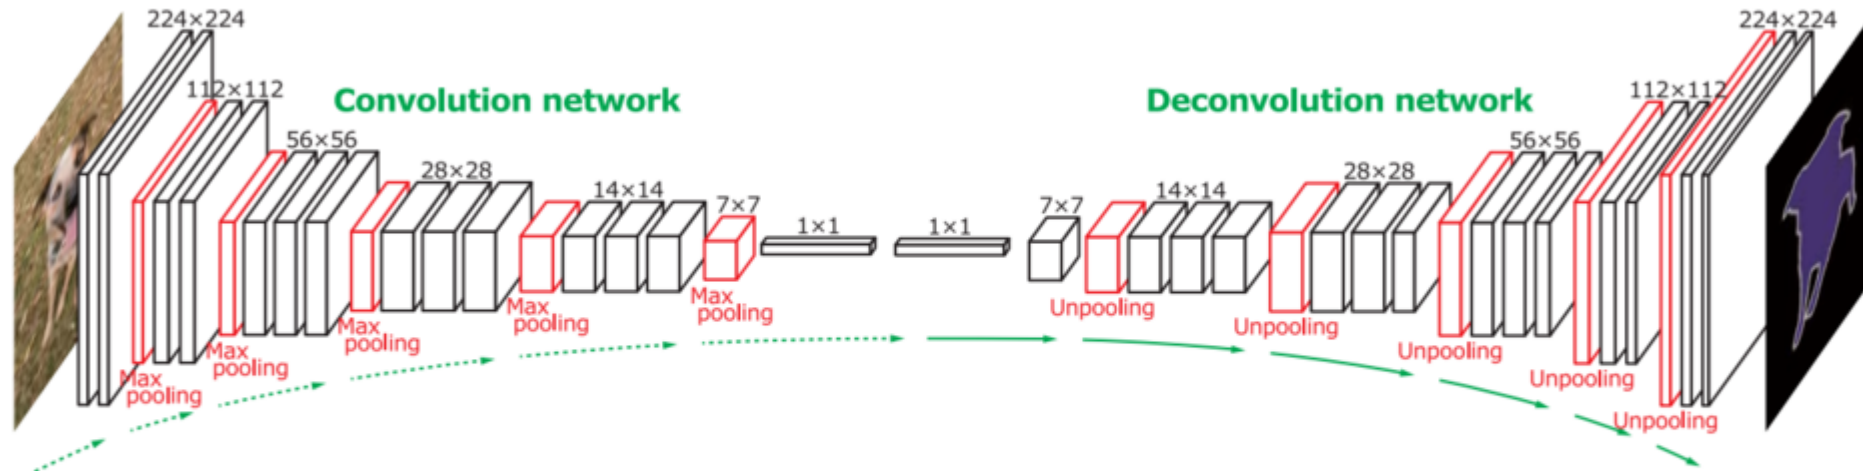 224×224
112×112
Convolution network
56×56
28×28
14×14
7×7
1×1
1×1
7×7
14×14
28×28
Deconvolution network
56×56
112×112
224×224
Max
pooling
Max
pooling
Max
pooling
Max
pooling
Max
pooling
Unpooling
Unpooling
Unpooling
Unpooling
Unpooling